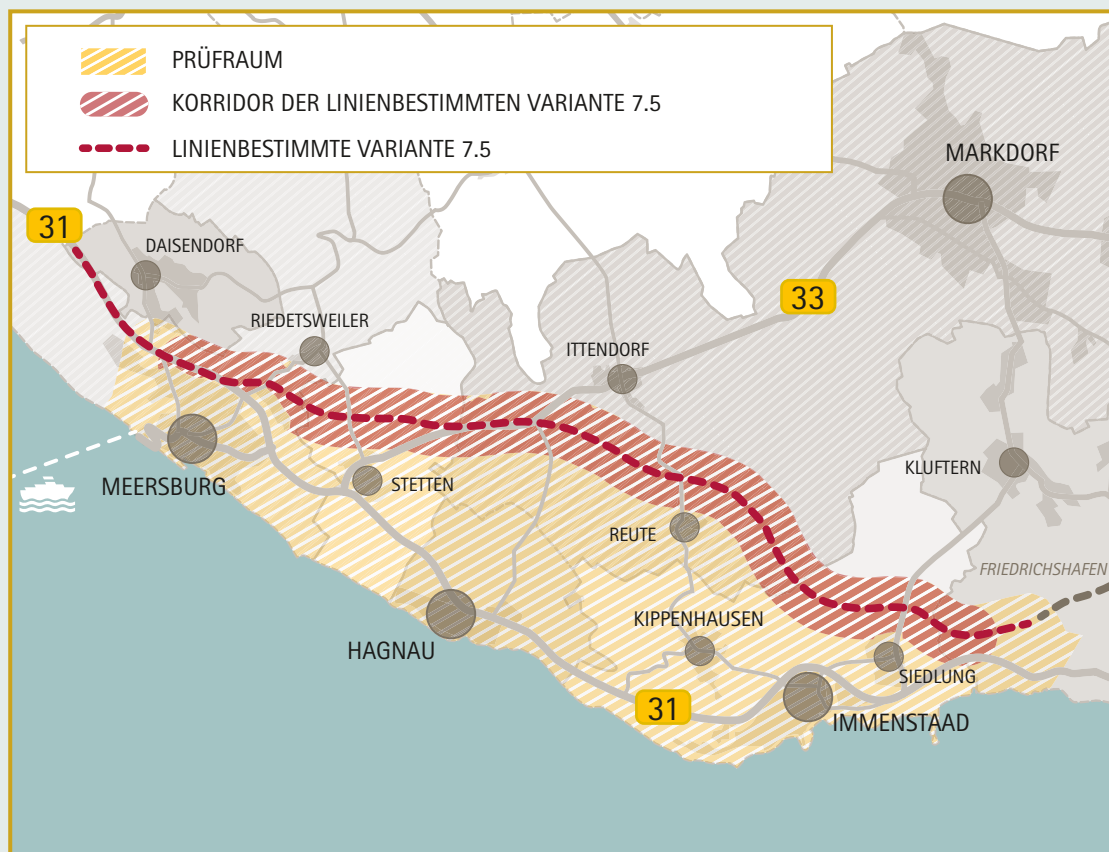 PRÜFRAUM
KORRIDOR DER LINIENBESTIMMTEN VARIANTE 7.5
LINIENBESTIMMTE VARIANTE 7.5
MARKDORF
31
DAISENDORF
33
RIEDETSWEILER
ITTENDORF
KLUFTERN
MEERSBURG
STETTEN
REUTE
FRIEDRICHSHAFEN
KIPPENHAUSEN
HAGNAU
SIEDLUNG
31
IMMENSTAAD